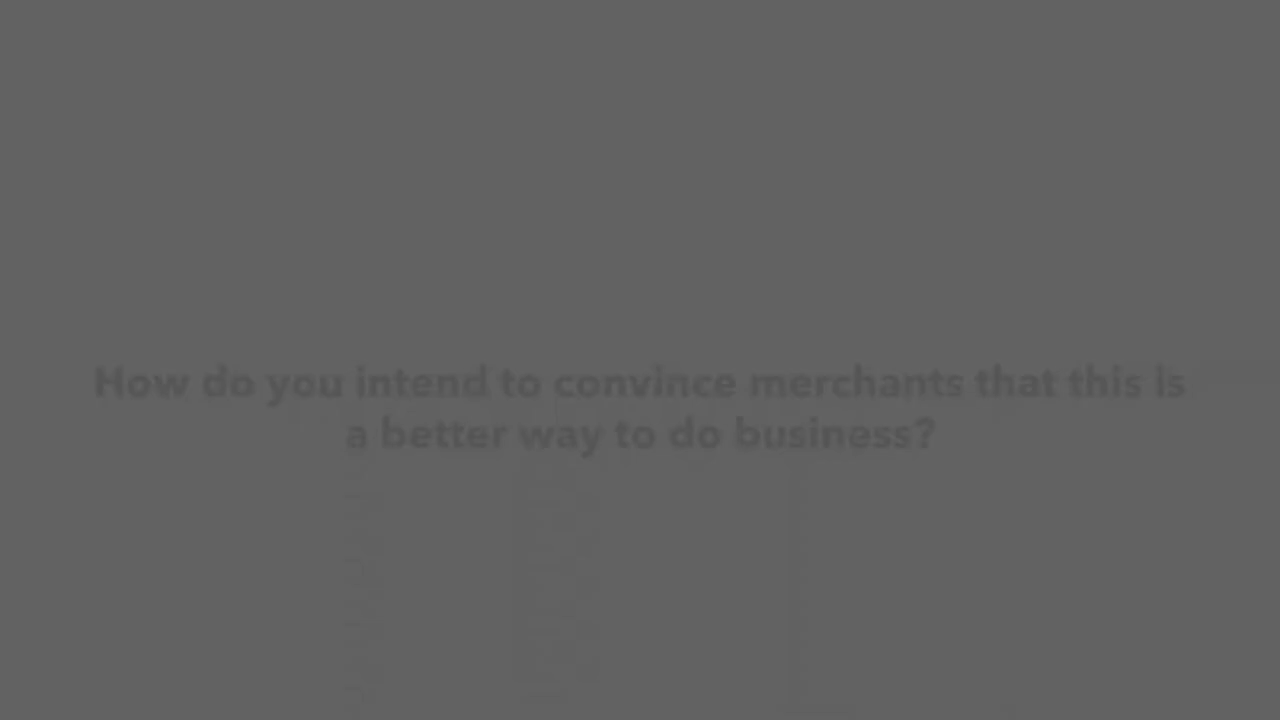 How do you intend to convince merchants that this is
a better way to do business?